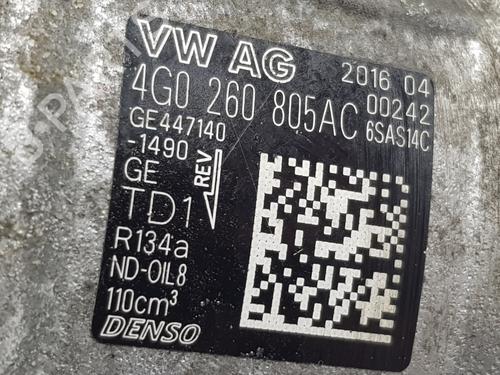 VW AG
2016 04
4G0 260 805AC
00242
6SAS14C
GE447140
-1490
GE
REV
TD1
R134a
ND-OIL8
110cm³
DENSO